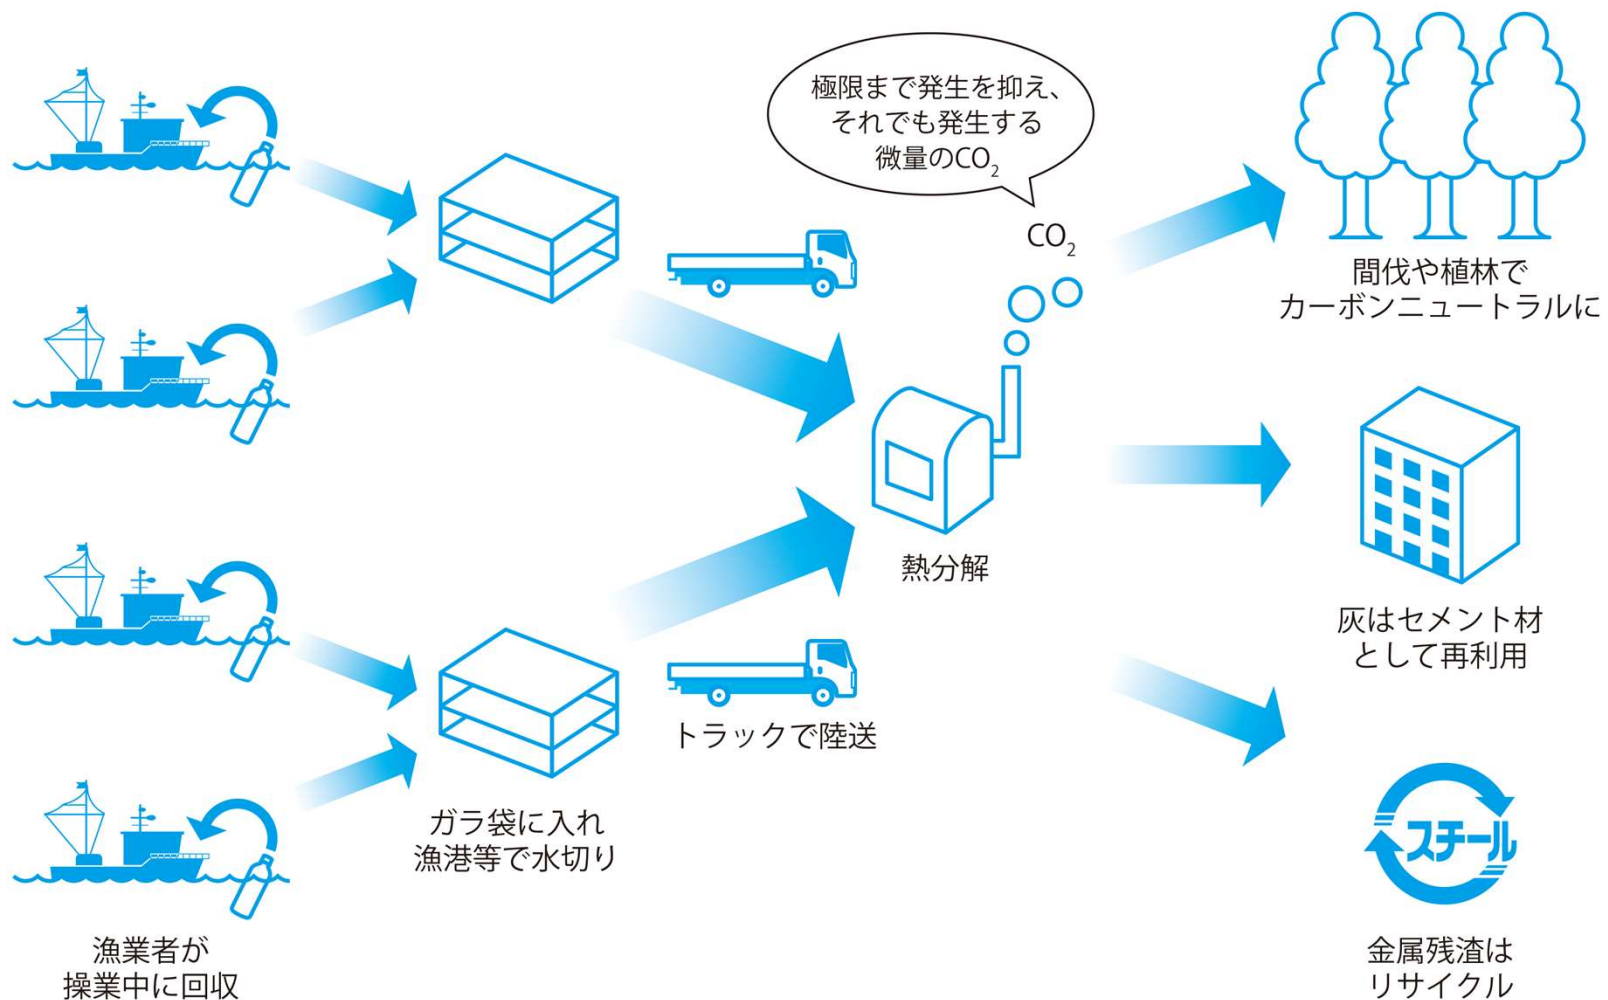 極限まで発生を抑え、
それでも発生する
微量のCO₂
CO₂
間伐や植林で
カーボンニュートラルに
熱分解
灰はセメント材
として再利用
トラックで陸送
ガラ袋に入れ
漁港等で水切り
スチール
漁業者が
操業中に回収
金属残渣は
リサイクル